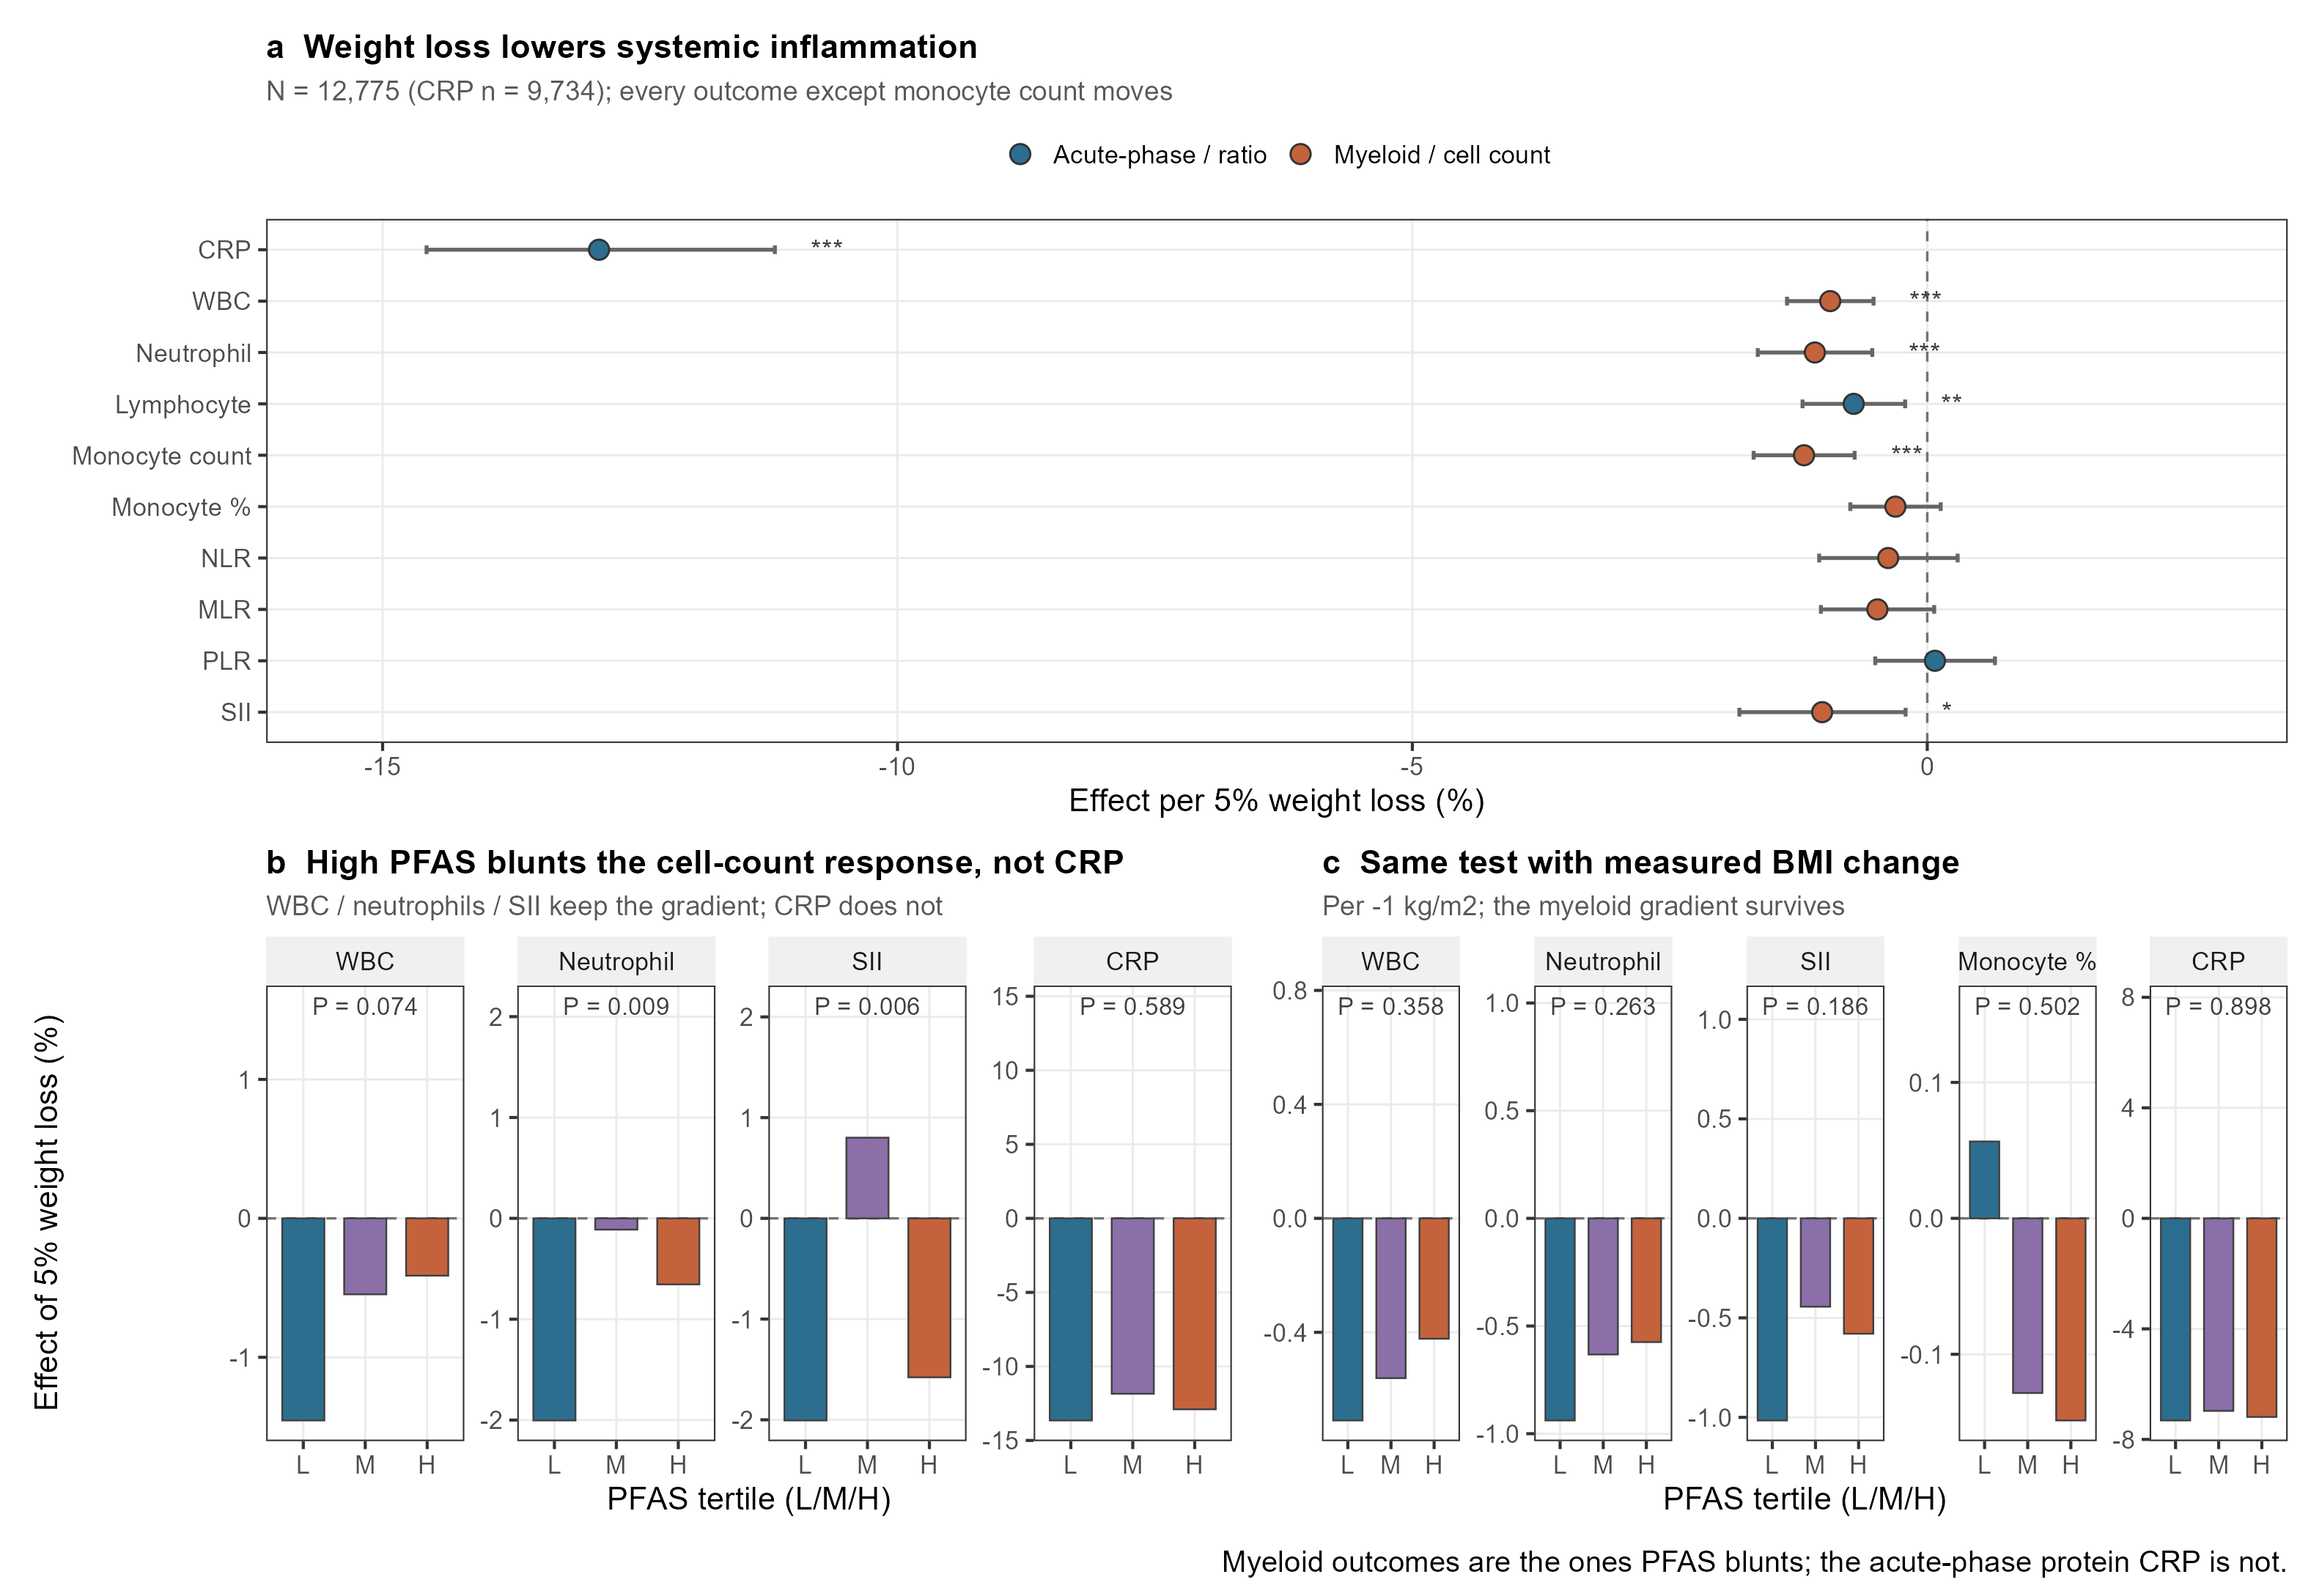 a  Weight loss lowers systemic inflammation
N = 12,775 (CRP n = 9,734); every outcome except monocyte count moves
Acute-phase / ratio
Myeloid / cell count
CRP
***
WBC
***
Neutrophil
***
Lymphocyte
**
Monocyte count
***
Monocyte %
NLR
MLR
PLR
SII
*
-15
-10
-5
0
Effect per 5% weight loss (%)
b  High PFAS blunts the cell-count response, not CRP
WBC / neutrophils / SII keep the gradient; CRP does not
Effect of 5% weight loss (%)
WBC
P = 0.074
1
0
-1
L M H
Neutrophil
P = 0.009
2
1
0
-1
-2
L M H
SII
P = 0.006
2
1
0
-1
-2
L M H
CRP
P = 0.589
15
10
5
0
-5
-10
-15
L M H
PFAS tertile (L/M/H)
c  Same test with measured BMI change
Per -1 kg/m2; the myeloid gradient survives
WBC
P = 0.358
0.8
0.4
0.0
-0.4
L M H
Neutrophil
P = 0.263
1.0
0.5
0.0
-0.5
-1.0
L M H
SII
P = 0.186
1.0
0.5
0.0
-0.5
-1.0
L M H
Monocyte %
P = 0.502
0.1
0.0
-0.1
L M H
CRP
P = 0.898
8
4
0
-4
-8
L M H
PFAS tertile (L/M/H)
Myeloid outcomes are the ones PFAS blunts; the acute-phase protein CRP is not.